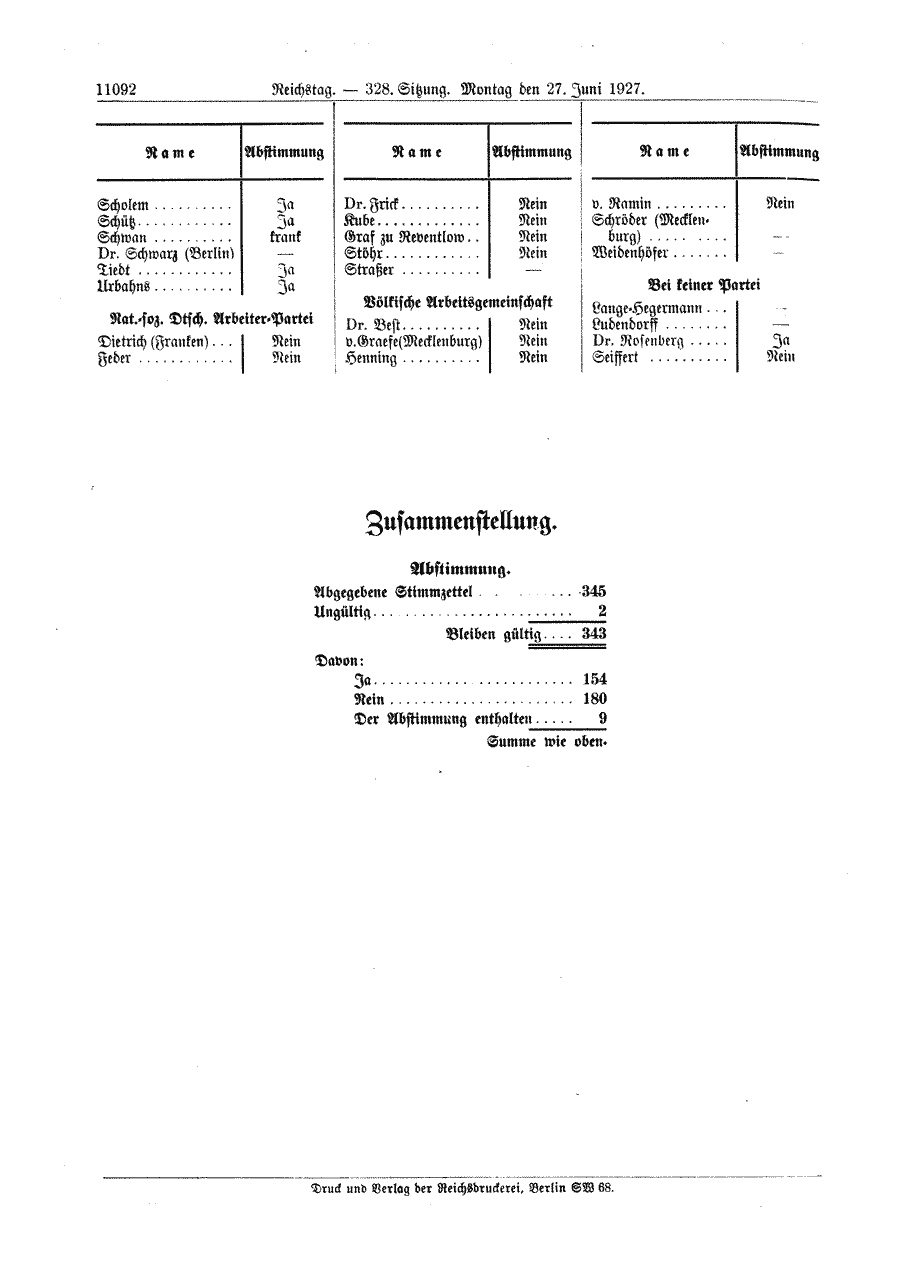 11092 Reichstag. — 328. Sitzung. Montag den 27. Juni 1927.
Name Abstimmung
Scholem . . . . . . . . . . Ja
Schütz . . . . . . . . . . . . Ja
Schwan . . . . . . . . . . krank
Dr. Schwarz (Berlin) —
Tiedt . . . . . . . . . . . . Ja
Urbahns . . . . . . . . . . Ja
Nat.-soz. Dtsch. Arbeiter-Partei
Dietrich (Franken) . . . Nein
Feder . . . . . . . . . . . . Nein
Name Abstimmung
Dr. Frick . . . . . . . . . . Nein
Kube . . . . . . . . . . . . . Nein
Graf zu Reventlow . . Nein
Stöhr . . . . . . . . . . . . Nein
Straßer . . . . . . . . . . —
Völkische Arbeitsgemeinschaft
Dr. Best . . . . . . . . . . Nein
v. Graefe (Mecklenburg) Nein
Henning . . . . . . . . . . Nein
Name Abstimmung
v. Ramin . . . . . . . . . Nein
Schröder (Mecklen-
burg) . . . . . . . . . —
Weidenhöfer . . . . . . . —
Bei keiner Partei
Lange-Hegermann . . . —
Ludendorff . . . . . . . . —
Dr. Rosenberg . . . . . Ja
Seiffert . . . . . . . . . . Nein
Zusammenstellung.
Abstimmung.
Abgegebene Stimmzettel . . . . . . 345
Ungültig . . . . . . . . . . . . . . . . . . . . . . . . 2
Bleiben gültig . . . . 343
Davon:
Ja . . . . . . . . . . . . . . . . . . . . . . . . 154
Nein . . . . . . . . . . . . . . . . . . . . . . 180
Der Abstimmung enthalten . . . . . 9
Summe wie oben.
Druck und Verlag der Reichsdruckerei, Berlin SW 68.